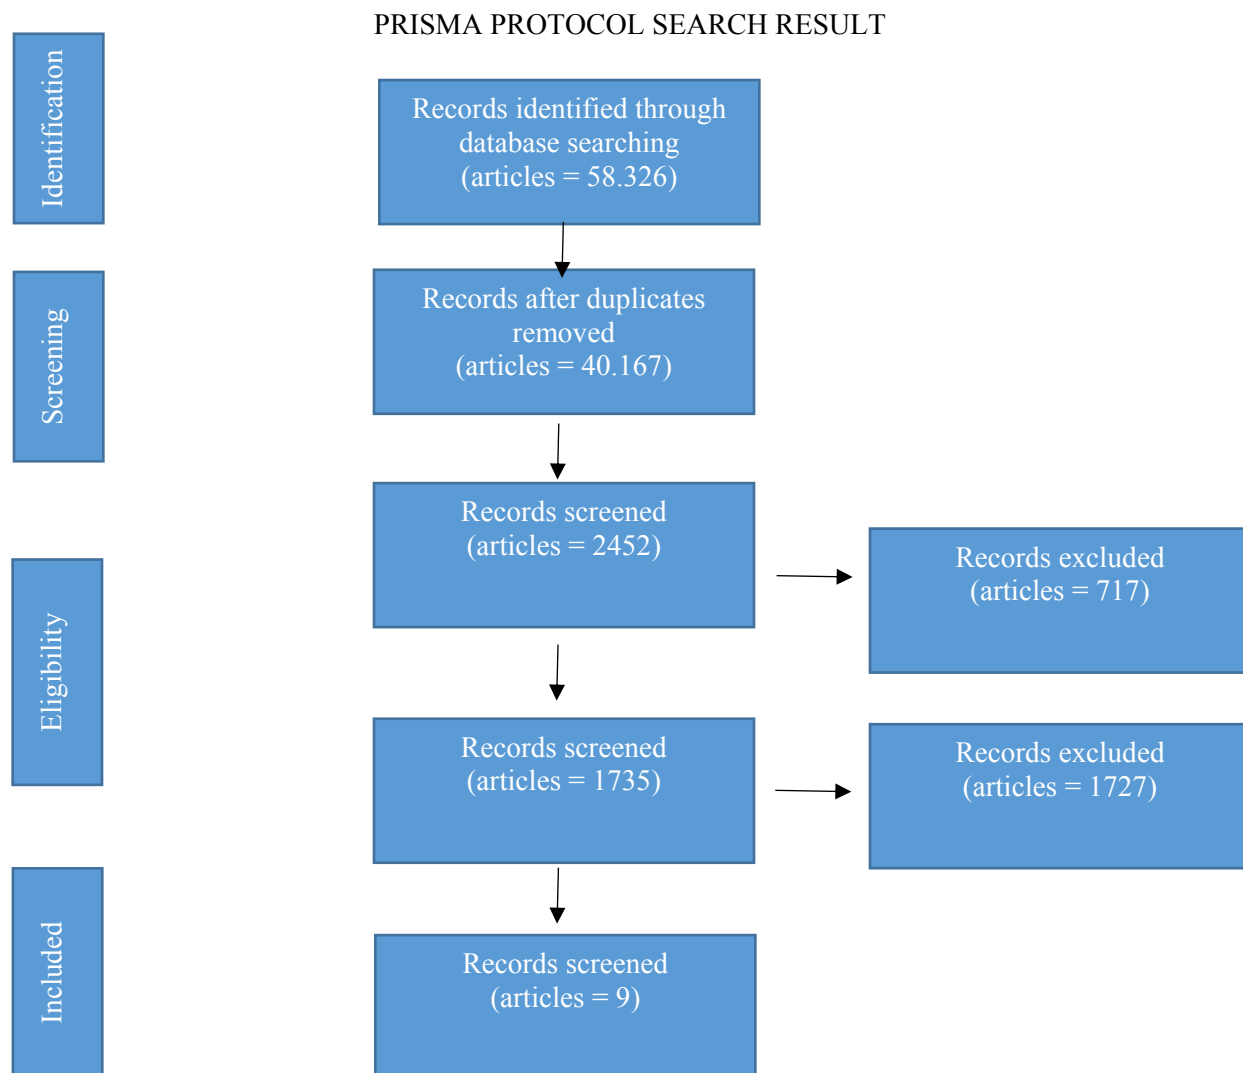 PRISMA PROTOCOL SEARCH RESULT
Identification
Records identified through
database searching
(articles = 58.326)
Screening
Records after duplicates
removed
(articles = 40.167)
Records screened
(articles = 2452)
Records excluded
(articles = 717)
Eligibility
Records screened
(articles = 1735)
Records excluded
(articles = 1727)
Included
Records screened
(articles = 9)